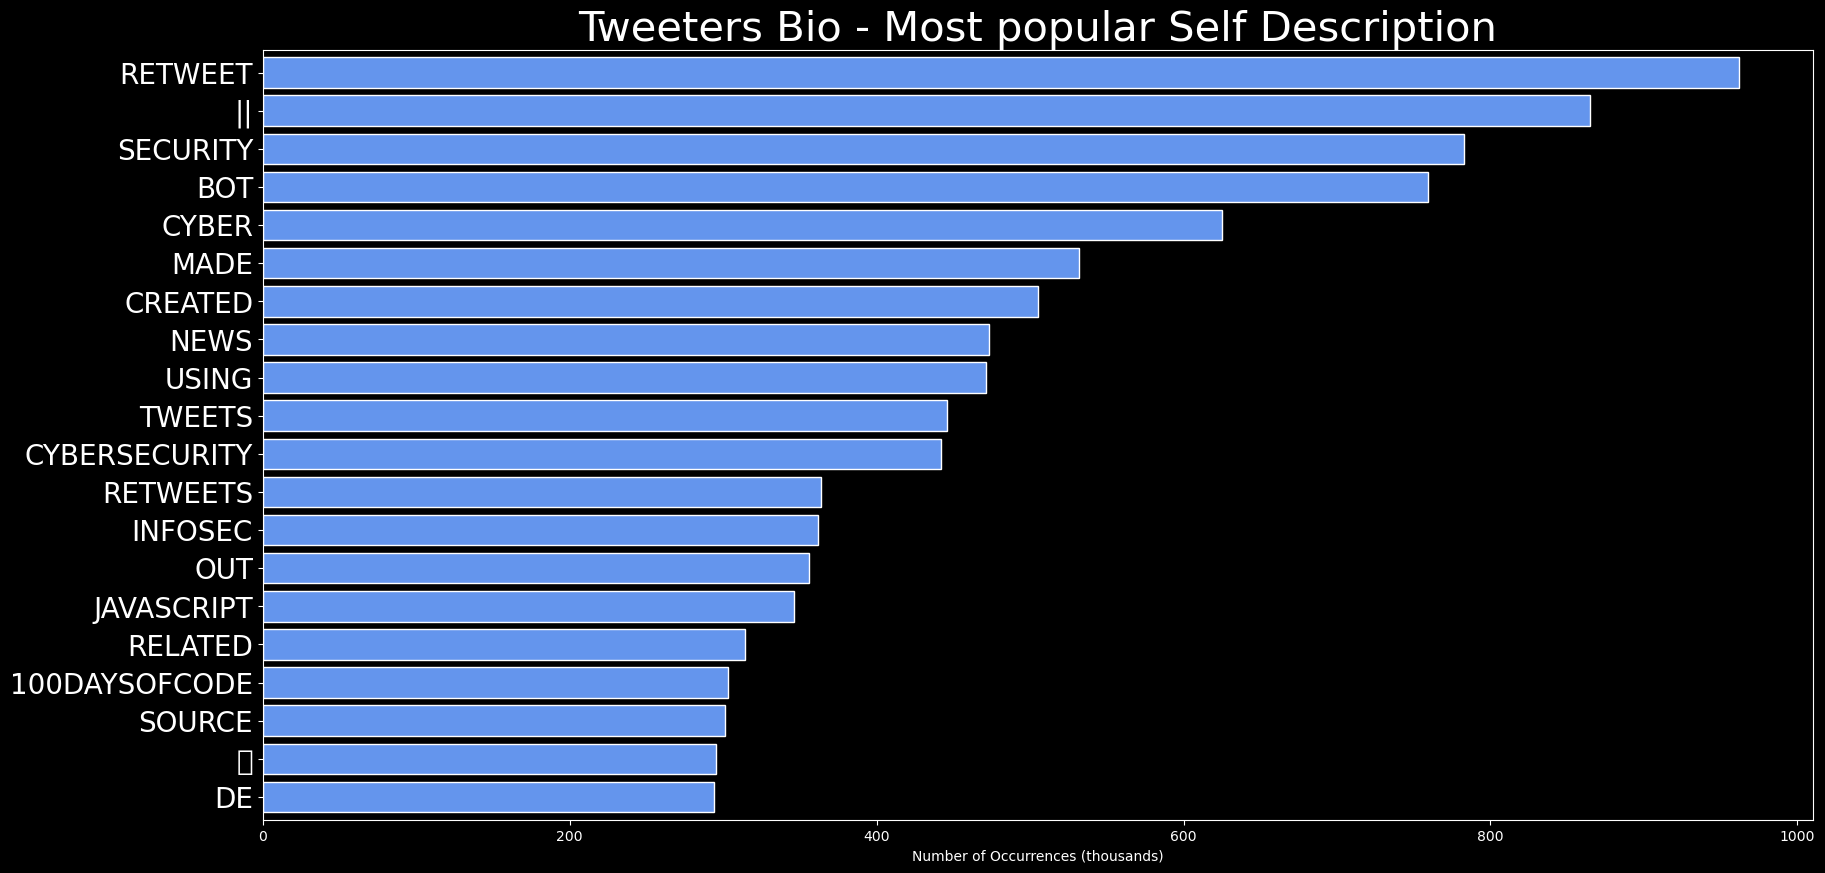 Tweeters Bio - Most popular Self Description
RETWEET
||
SECURITY
BOT
CYBER
MADE
CREATED
NEWS
USING
TWEETS
CYBERSECURITY
RETWEETS
INFOSEC
OUT
JAVASCRIPT
RELATED
100DAYSOFCODE
SOURCE
DE
0 200 400 600 800 1000
Number of Occurrences (thousands)